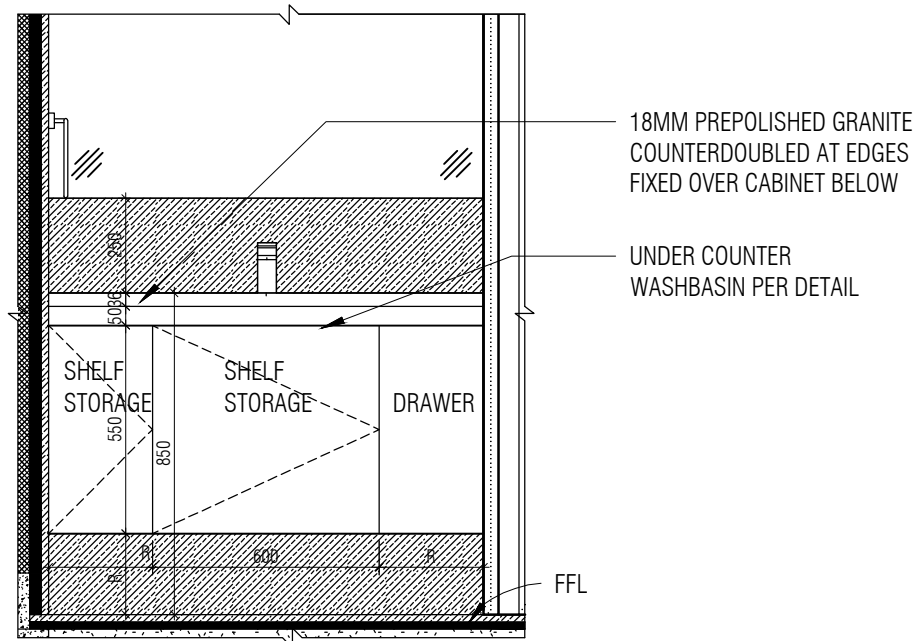 18MM PREPOLISHED GRANITE
COUNTERDOUBLED AT EDGES
FIXED OVER CABINET BELOW
250
UNDER COUNTER
WASHBASIN PER DETAIL
5036
SHELF
STORAGE
SHELF
STORAGE
DRAWER
550
850
R
600
R
R
FFL